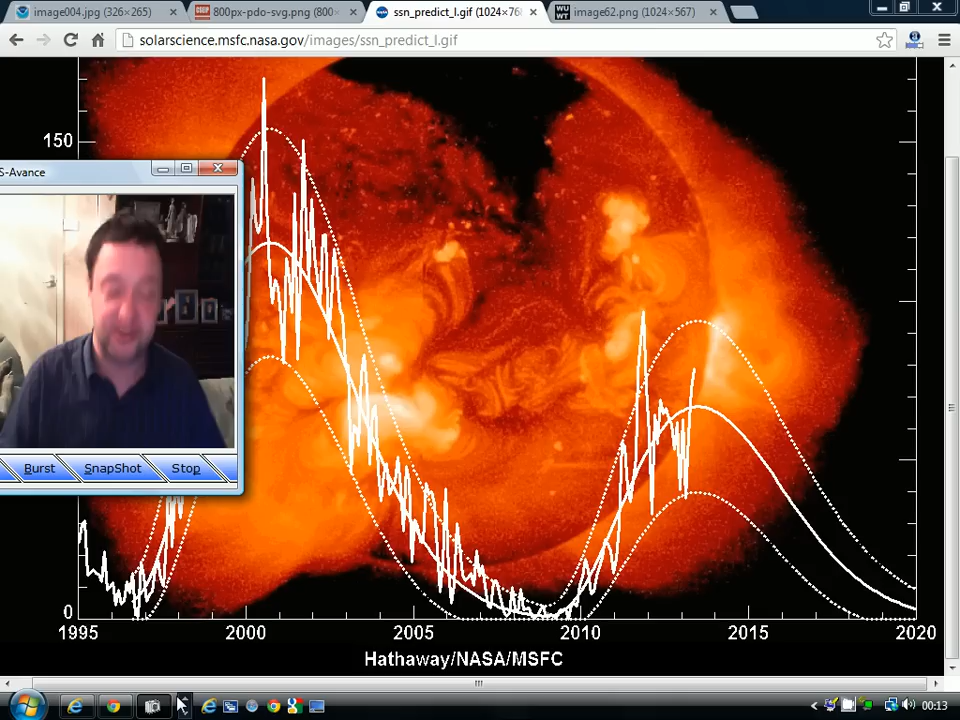 image004.jpg (326×265)
800px-pdo-svg.png (800×
ssn_predict_l.gif (1024×76
image62.png (1024×567)
solarscience.msfc.nasa.gov/images/ssn_predict_l.gif
150
S-Avance
Burst SnapShot Stop
0
1995 2000 2005 2010 2015 2020
Hathaway/NASA/MSFC
00:13